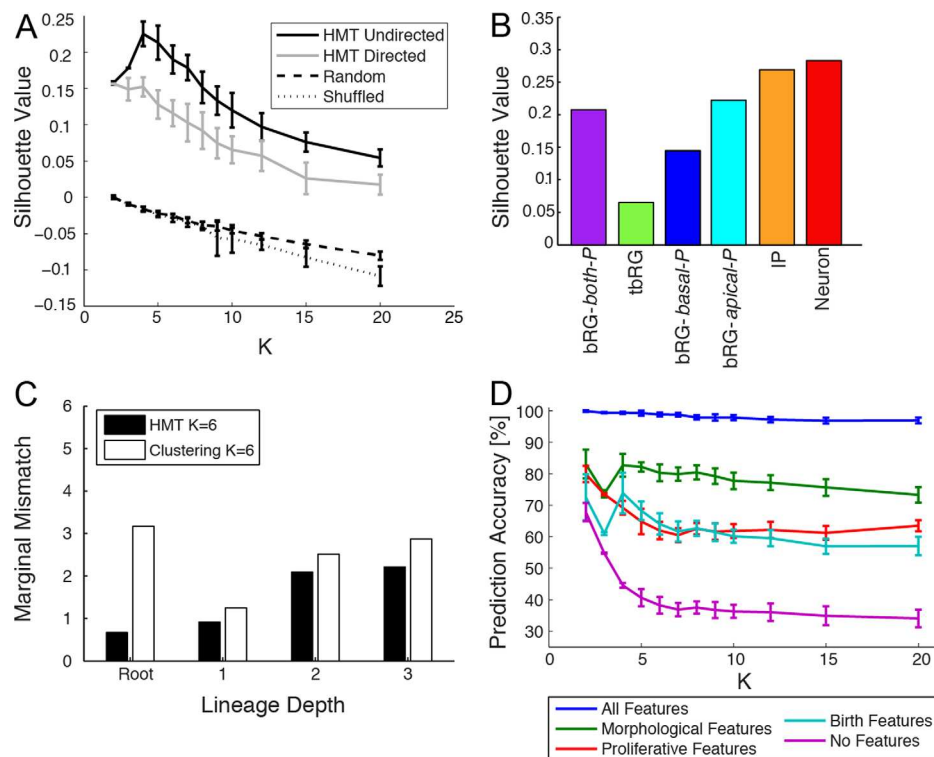 A
Silhouette Value
0.25
0.2
0.15
0.1
0.05
0
−0.05
−0.1
−0.15
0 5 10 15 20 25
K
HMT Undirected
HMT Directed
Random
Shuffled
B
Silhouette Value
0.35
0.3
0.25
0.2
0.15
0.1
0.05
0
bRG-both-P
tbRG
bRG-basal-P
bRG-apical-P
IP
Neuron
C
Marginal Mismatch
6
5
4
3
2
1
0
Root 1 2 3
Lineage Depth
HMT K=6
Clustering K=6
D
Prediction Accuracy [%]
100
90
80
70
60
50
40
30
0 5 10 15 20
K
All Features
Morphological Features
Proliferative Features
Birth Features
No Features